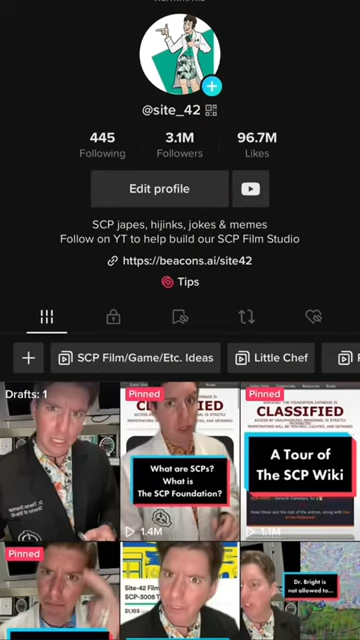 @site_42
445
3.1M
96.7M
Following
Followers
Likes
Edit profile
SCP japes, hijinks, jokes & memes
Follow on YT to help build our SCP Film Studio
https://beacons.ai/site42
Tips
SCP Film/Game/Etc. Ideas
Little Chef
Drafts: 1
Pinned
CLASSIFIED
What are SCPs?
What is
The SCP Foundation?
1.4M
Pinned
CLASSIFIED
A Tour of
The SCP Wiki
1.1M
Pinned
Site-42 Film
SCP-3008 T
$1,103
Dr. Bright is
not allowed to...